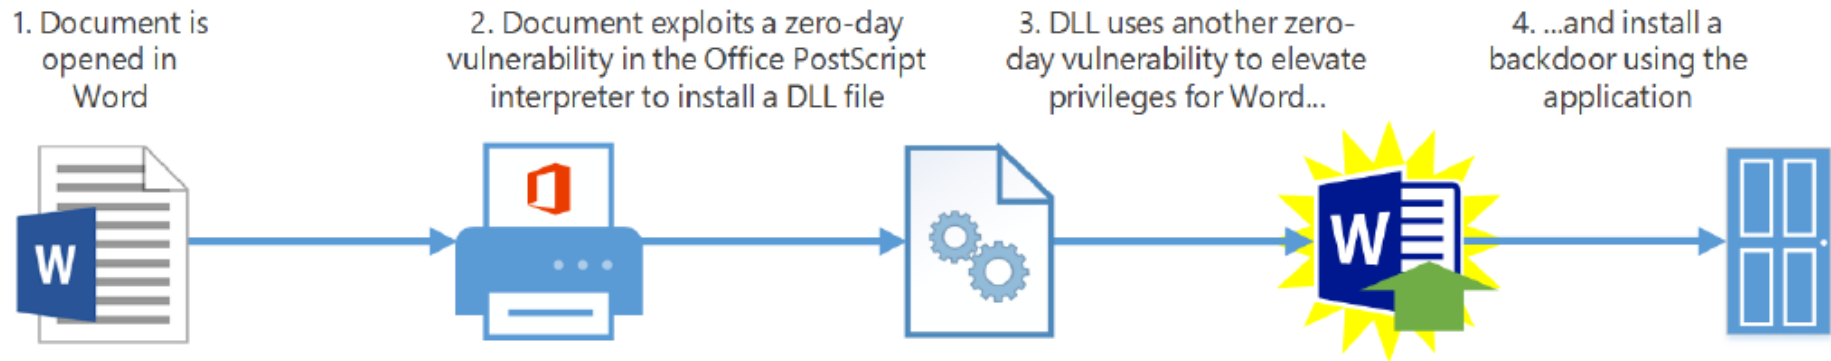 1. Document is
opened in
Word
2. Document exploits a zero-day
vulnerability in the Office PostScript
interpreter to install a DLL file
3. DLL uses another zero-
day vulnerability to elevate
privileges for Word...
4. ...and install a
backdoor using the
application
W
W